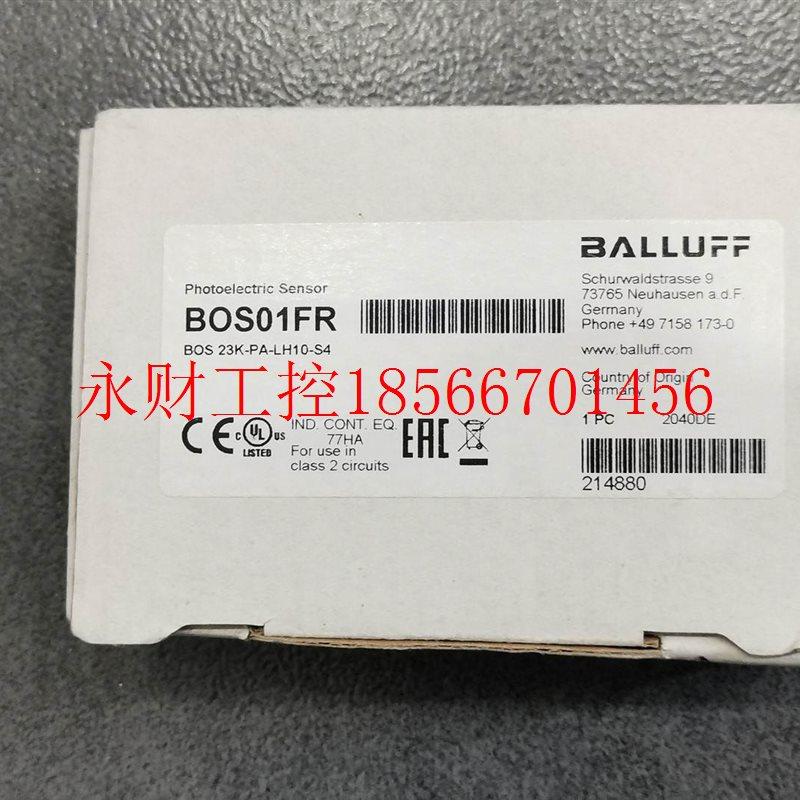 BALLUFF
Schurwaldstrasse 9
73765 Neuhausen a.d.F.
Germany
Phone +49 7158 173-0
www.balluff.com
Country of Origin
Germany
1 PC 2040DE
214880
Photoelectric Sensor
BOS01FR
BOS 23K-PA-LH10-S4
永财工控18566701456
CE
C UL US
LISTED
IND. CONT. EQ.
77HA
For use in
class 2 circuits
EAC